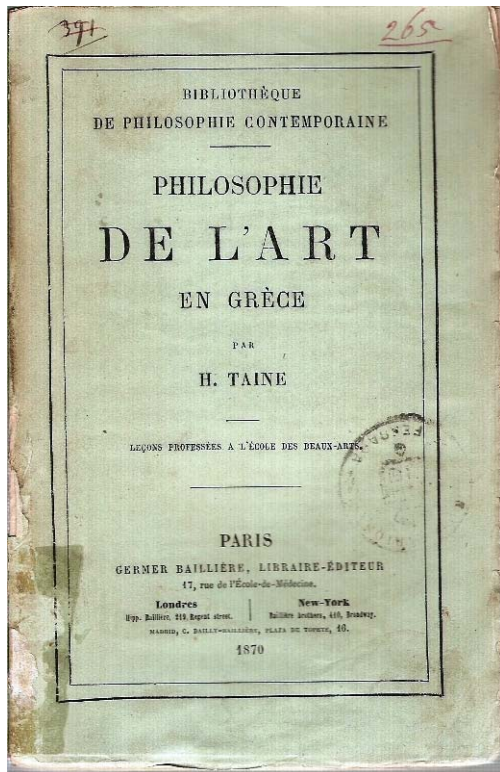 371
265
BIBLIOTHÈQUE
DE PHILOSOPHIE CONTEMPORAINE
PHILOSOPHIE
DE L'ART
EN GRÈCE
PAR
H. TAINE
LEÇONS PROFESSÉES A L'ÉCOLE DES BEAUX-ARTS.
PARIS
GERMER BAILLIÈRE, LIBRAIRE-ÉDITEUR
17, rue de l'École-de-Médecine.
Londres
Hipp. Baillière, 219, Regent street.
New-York
Baillière brothers, 440, Broadway.
MADRID, C. BAILLY-BAILLIÈRE, PLAZA DE TOPETE, 16.
1870